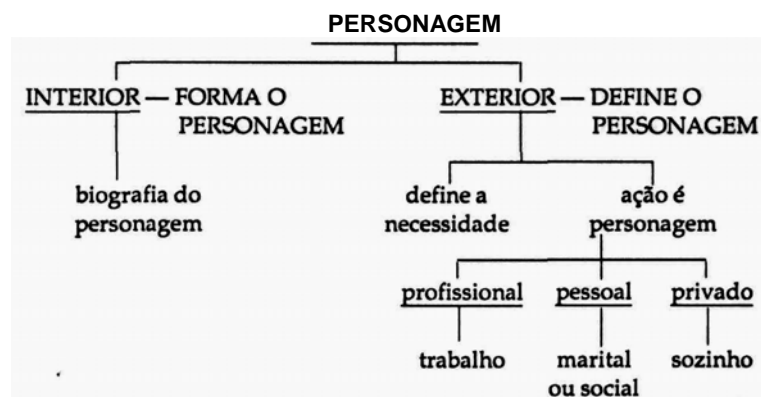 PERSONAGEM
INTERIOR — FORMA O
PERSONAGEM
EXTERIOR — DEFINE O
PERSONAGEM
biografia do
personagem
define a
necessidade
ação é
personagem
profissional
pessoal
privado
trabalho
marital
ou social
sozinho